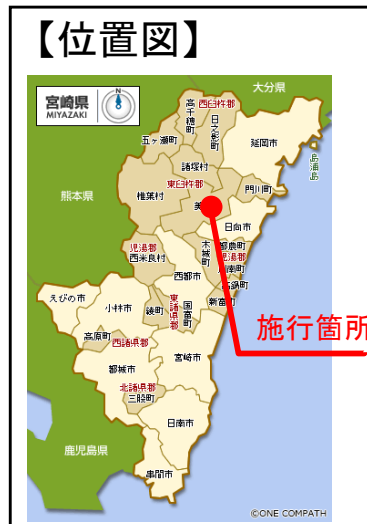 【位置図】
大分県
宮崎県
MIYAZAKI
N
西臼杵郡
高千穂町
日之影町
延岡市
五ヶ瀬町
島浦島
諸塚村
東臼杵郡
門川町
椎葉村
美
熊本県
日向市
木城町
都農町
児湯郡
児湯郡
西米良村
川南町
西都市
高鍋町
えびの市
新富町
小林市
綾町
東諸県郡
国富町
施行箇所
高原町
西諸県郡
宮崎市
都城市
北諸県郡
三股町
日南市
鹿児島県
串間市
©ONE COMPATH